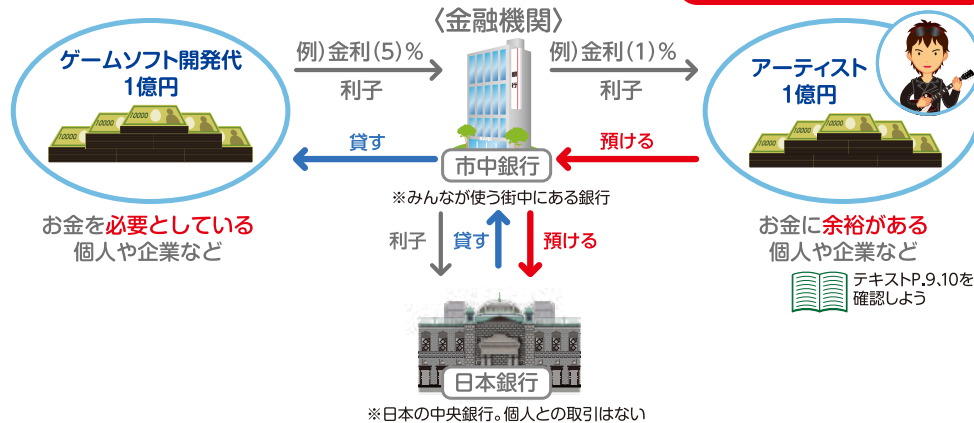 〈金融機関〉
ゲームソフト開発代
1億円
10000
10000
10000
例)金利(5)%
利子
貸す
例)金利(1)%
利子
預ける
アーティスト
1億円
10000
10000
10000
市中銀行
※みんなが使う街中にある銀行
お金を必要としている
個人や企業など
お金に余裕がある
個人や企業など
テキストP.9、10を
確認しよう
利子
貸す
預ける
日本銀行
※日本の中央銀行。個人との取引はない